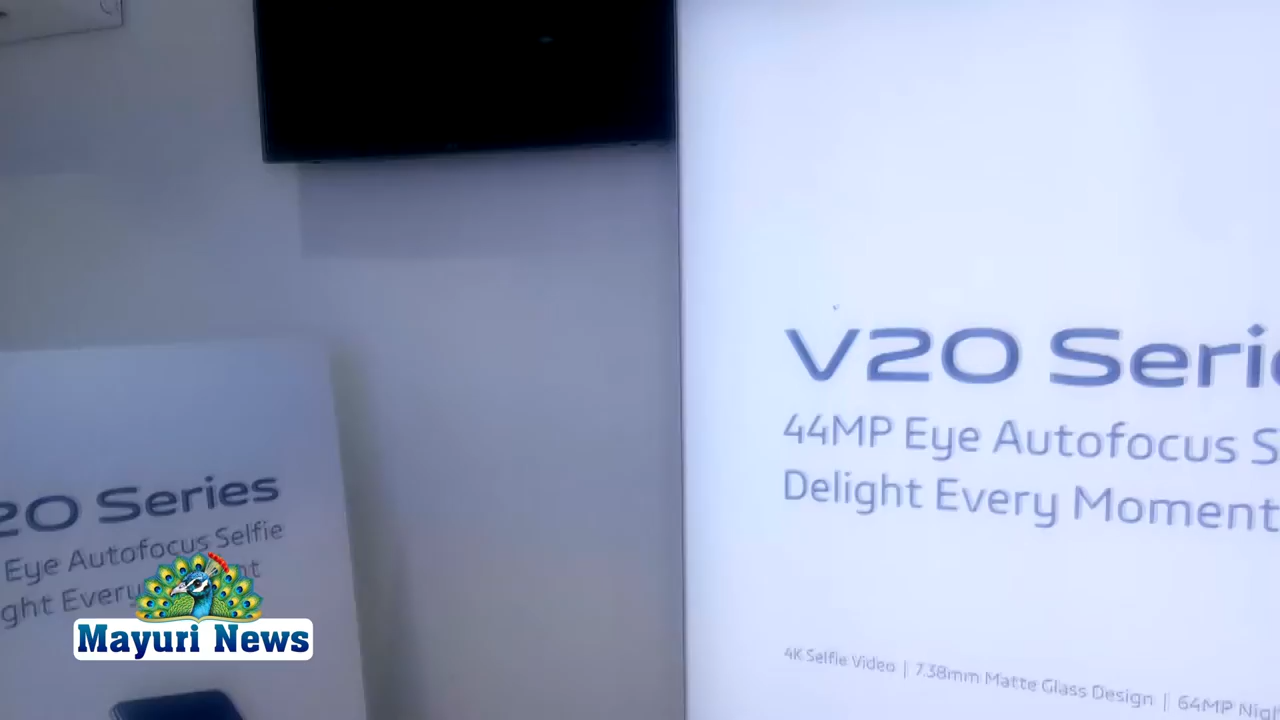 V20 Serie
44MP Eye Autofocus S
Delight Every Moment
4K Selfie Video | 7.38mm Matte Glass Design | 64MP Nigh
20 Series
Eye Autofocus Selfie
ght Every nt
Mayuri News